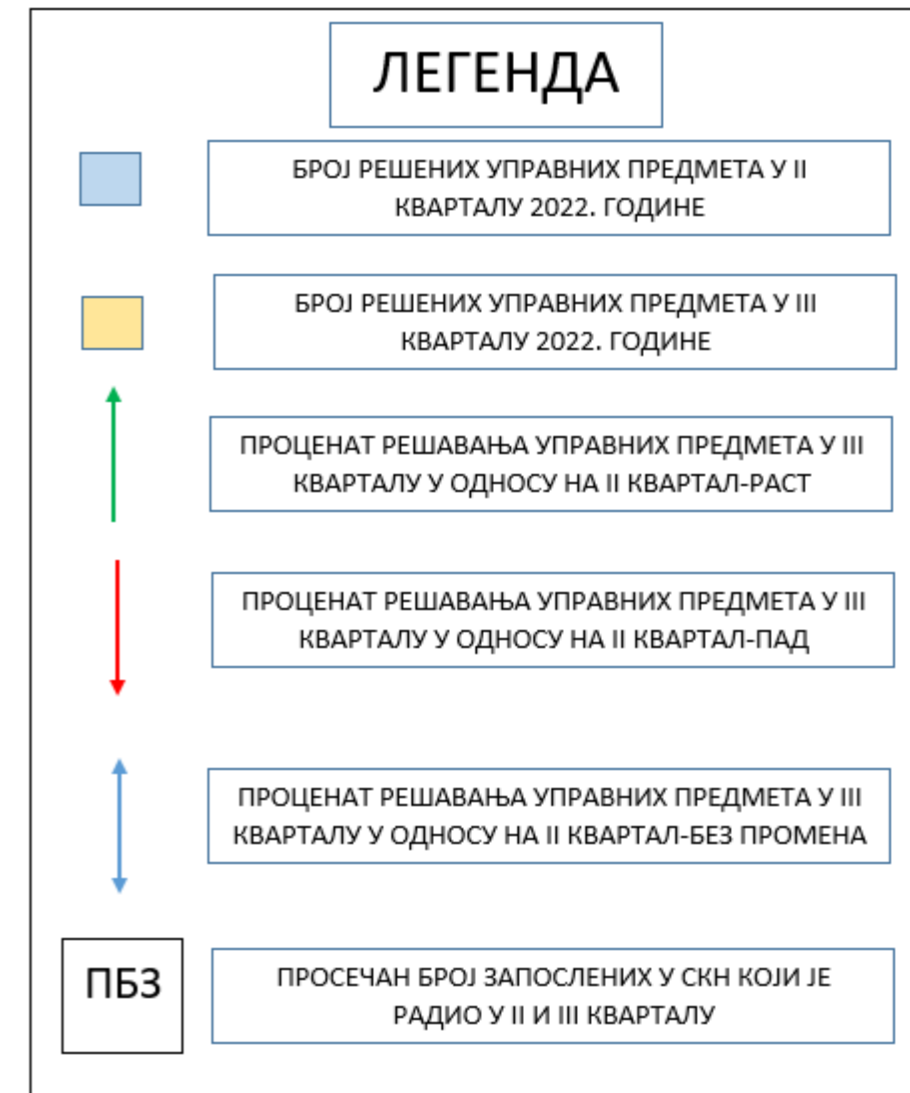 ЛЕГЕНДА
БРОЈ РЕШЕНИХ УПРАВНИХ ПРЕДМЕТА У II
КВАРТАЛУ 2022. ГОДИНЕ
БРОЈ РЕШЕНИХ УПРАВНИХ ПРЕДМЕТА У III
КВАРТАЛУ 2022. ГОДИНЕ
ПРОЦЕНАТ РЕШАВАЊА УПРАВНИХ ПРЕДМЕТА У III
КВАРТАЛУ У ОДНОСУ НА II КВАРТАЛ-РАСТ
ПРОЦЕНАТ РЕШАВАЊА УПРАВНИХ ПРЕДМЕТА У III
КВАРТАЛУ У ОДНОСУ НА II КВАРТАЛ-ПАД
ПРОЦЕНАТ РЕШАВАЊА УПРАВНИХ ПРЕДМЕТА У III
КВАРТАЛУ У ОДНОСУ НА II КВАРТАЛ-БЕЗ ПРОМЕНА
ПБЗ
ПРОСЕЧАН БРОЈ ЗАПОСЛЕНИХ У СКН КОЈИ ЈЕ
РАДИО У II И III КВАРТАЛУ